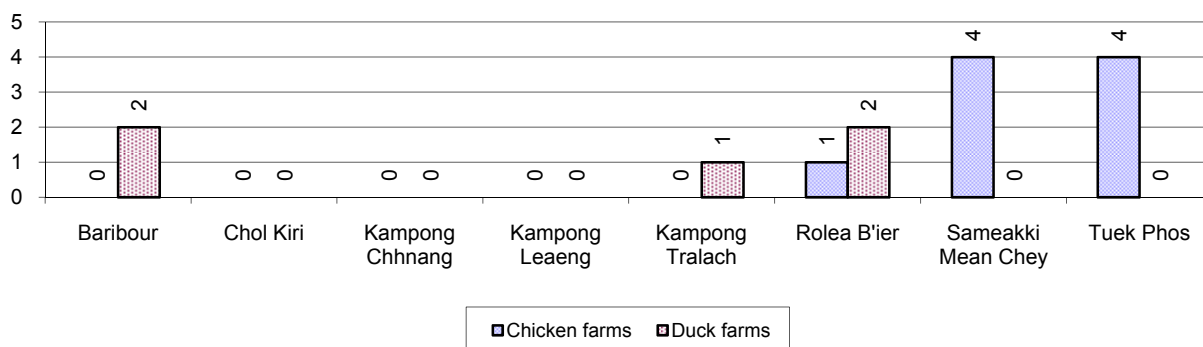 5
4
3
2
1
0
0 2 0 0 0 0 0 0 0 1 1 2 4 0 4 0
Baribour Chol Kiri Kampong Chhnang Kampong Leaeng Kampong Tralach Rolea B'ier Sameakki Mean Chey Tuek Phos
Chicken farms Duck farms